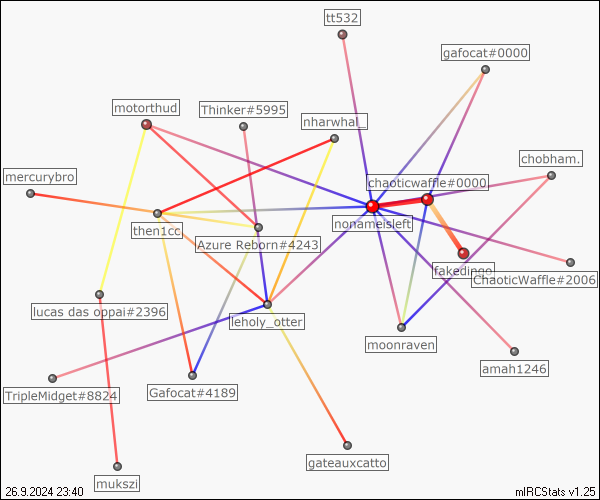 tt532
gafocat#0000
motorthud
Thinker#5995
nharwhal_
chobham.
mercurybro
chaoticwaffle#0000
nonameisleft
then1cc
Azure Reborn#4243
fakedingo
ChaoticWaffle#2006
lucas das oppai#2396
leholy_otter
moonraven
amah1246
TripleMidget#8824
Gafocat#4189
gateauxcatto
mukszi
26.9.2024 23:40
mIRCStats v1.25